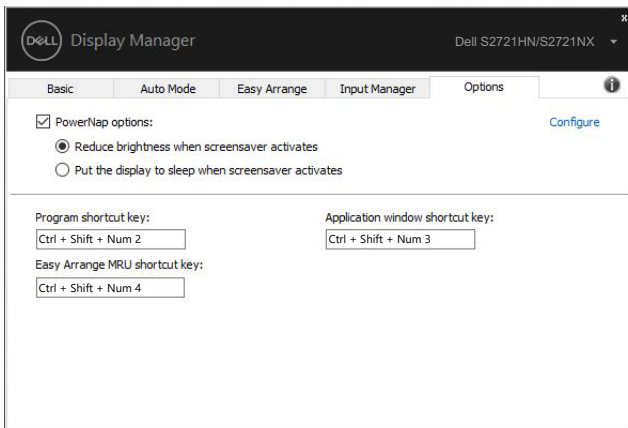 x
DELL Display Manager
Dell S2721HN/S2721NX
Basic Auto Mode Easy Arrange Input Manager Options
PowerNap options: Configure
Reduce brightness when screensaver activates
Put the display to sleep when screensaver activates
Program shortcut key: Application window shortcut key:
Ctrl + Shift + Num 2 Ctrl + Shift + Num 3
Easy Arrange MRU shortcut key:
Ctrl + Shift + Num 4